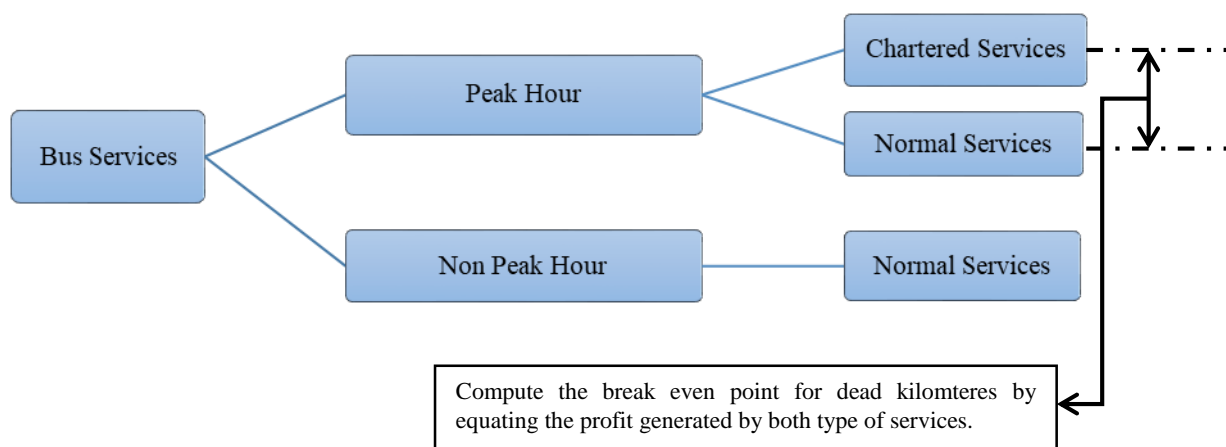 Chartered Services
Peak Hour
Normal Services
Bus Services
Non Peak Hour
Normal Services
Compute the break even point for dead kilomteres by
equating the profit generated by both type of services.